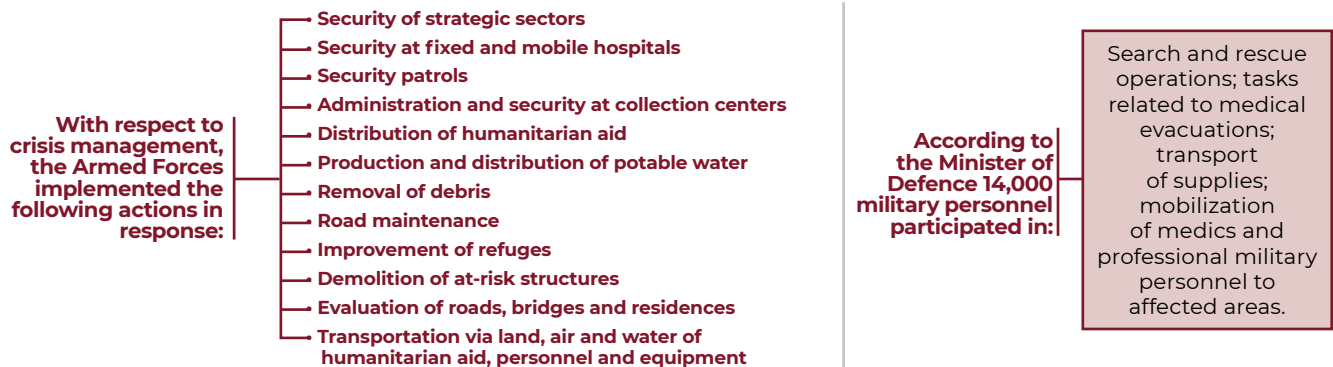 With respect to
crisis management,
the Armed Forces
implemented the
following actions in
response:
Security of strategic sectors
Security at fixed and mobile hospitals
Security patrols
Administration and security at collection centers
Distribution of humanitarian aid
Production and distribution of potable water
Removal of debris
Road maintenance
Improvement of refuges
Demolition of at-risk structures
Evaluation of roads, bridges and residences
Transportation via land, air and water of
humanitarian aid, personnel and equipment
According to
the Minister of
Defence 14,000
military personnel
participated in:
Search and rescue
operations; tasks
related to medical
evacuations;
transport
of supplies;
mobilization
of medics and
professional military
personnel to
affected areas.